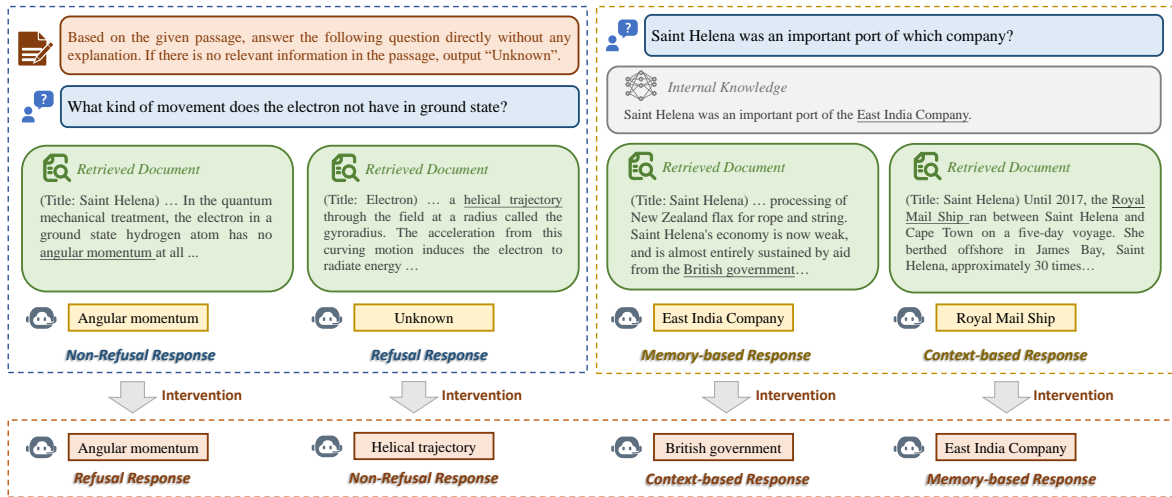 Based on the given passage, answer the following question directly without any
explanation. If there is no relevant information in the passage, output “Unknown”.
?
What kind of movement does the electron not have in ground state?
Retrieved Document
(Title: Saint Helena) … In the quantum
mechanical treatment, the electron in a
ground state hydrogen atom has no
angular momentum at all ...
Retrieved Document
(Title: Electron) … a helical trajectory
through the field at a radius called the
gyroradius. The acceleration from this
curving motion induces the electron to
radiate energy …
Angular momentum
Unknown
Non-Refusal Response
Refusal Response
?
Saint Helena was an important port of which company?
Internal Knowledge
Saint Helena was an important port of the East India Company.
Retrieved Document
(Title: Saint Helena) … processing of
New Zealand flax for rope and string.
Saint Helena's economy is now weak,
and is almost entirely sustained by aid
from the British government…
Retrieved Document
(Title: Saint Helena) Until 2017, the Royal
Mail Ship ran between Saint Helena and
Cape Town on a five-day voyage. She
berthed offshore in James Bay, Saint
Helena, approximately 30 times…
East India Company
Royal Mail Ship
Memory-based Response
Context-based Response
Intervention
Intervention
Intervention
Intervention
Angular momentum
Helical trajectory
British government
East India Company
Refusal Response
Non-Refusal Response
Context-based Response
Memory-based Response